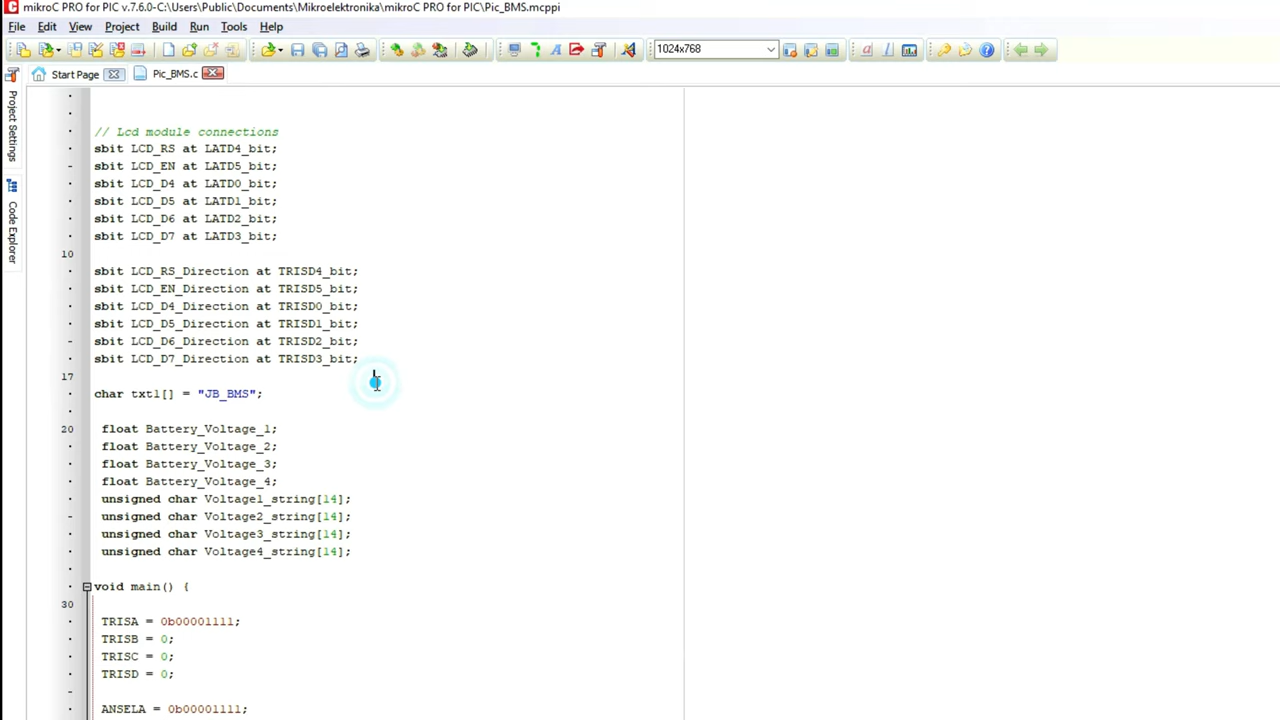 mikroC PRO for PIC v.7.6.0- C:\Users\Public\Documents\Mikroelektronika\mikroC PRO for PIC\Pic_BMS.mcppi
File Edit View Project Build Run Tools Help
1024x768
Start Page Pic_BMS.c
Project Settings
Code Explorer
// Lcd module connections
sbit LCD_RS at LATD4_bit;
sbit LCD_EN at LATD5_bit;
sbit LCD_D4 at LATD0_bit;
sbit LCD_D5 at LATD1_bit;
sbit LCD_D6 at LATD2_bit;
sbit LCD_D7 at LATD3_bit;
10
sbit LCD_RS_Direction at TRISD4_bit;
sbit LCD_EN_Direction at TRISD5_bit;
sbit LCD_D4_Direction at TRISD0_bit;
sbit LCD_D5_Direction at TRISD1_bit;
sbit LCD_D6_Direction at TRISD2_bit;
sbit LCD_D7_Direction at TRISD3_bit;
17
char txt1[] = "JB_BMS";
20 float Battery_Voltage_1;
float Battery_Voltage_2;
float Battery_Voltage_3;
float Battery_Voltage_4;
unsigned char Voltage1_string[14];
unsigned char Voltage2_string[14];
unsigned char Voltage3_string[14];
unsigned char Voltage4_string[14];
void main() {
30
TRISA = 0b00001111;
TRISB = 0;
TRISC = 0;
TRISD = 0;
ANSELA = 0b00001111;